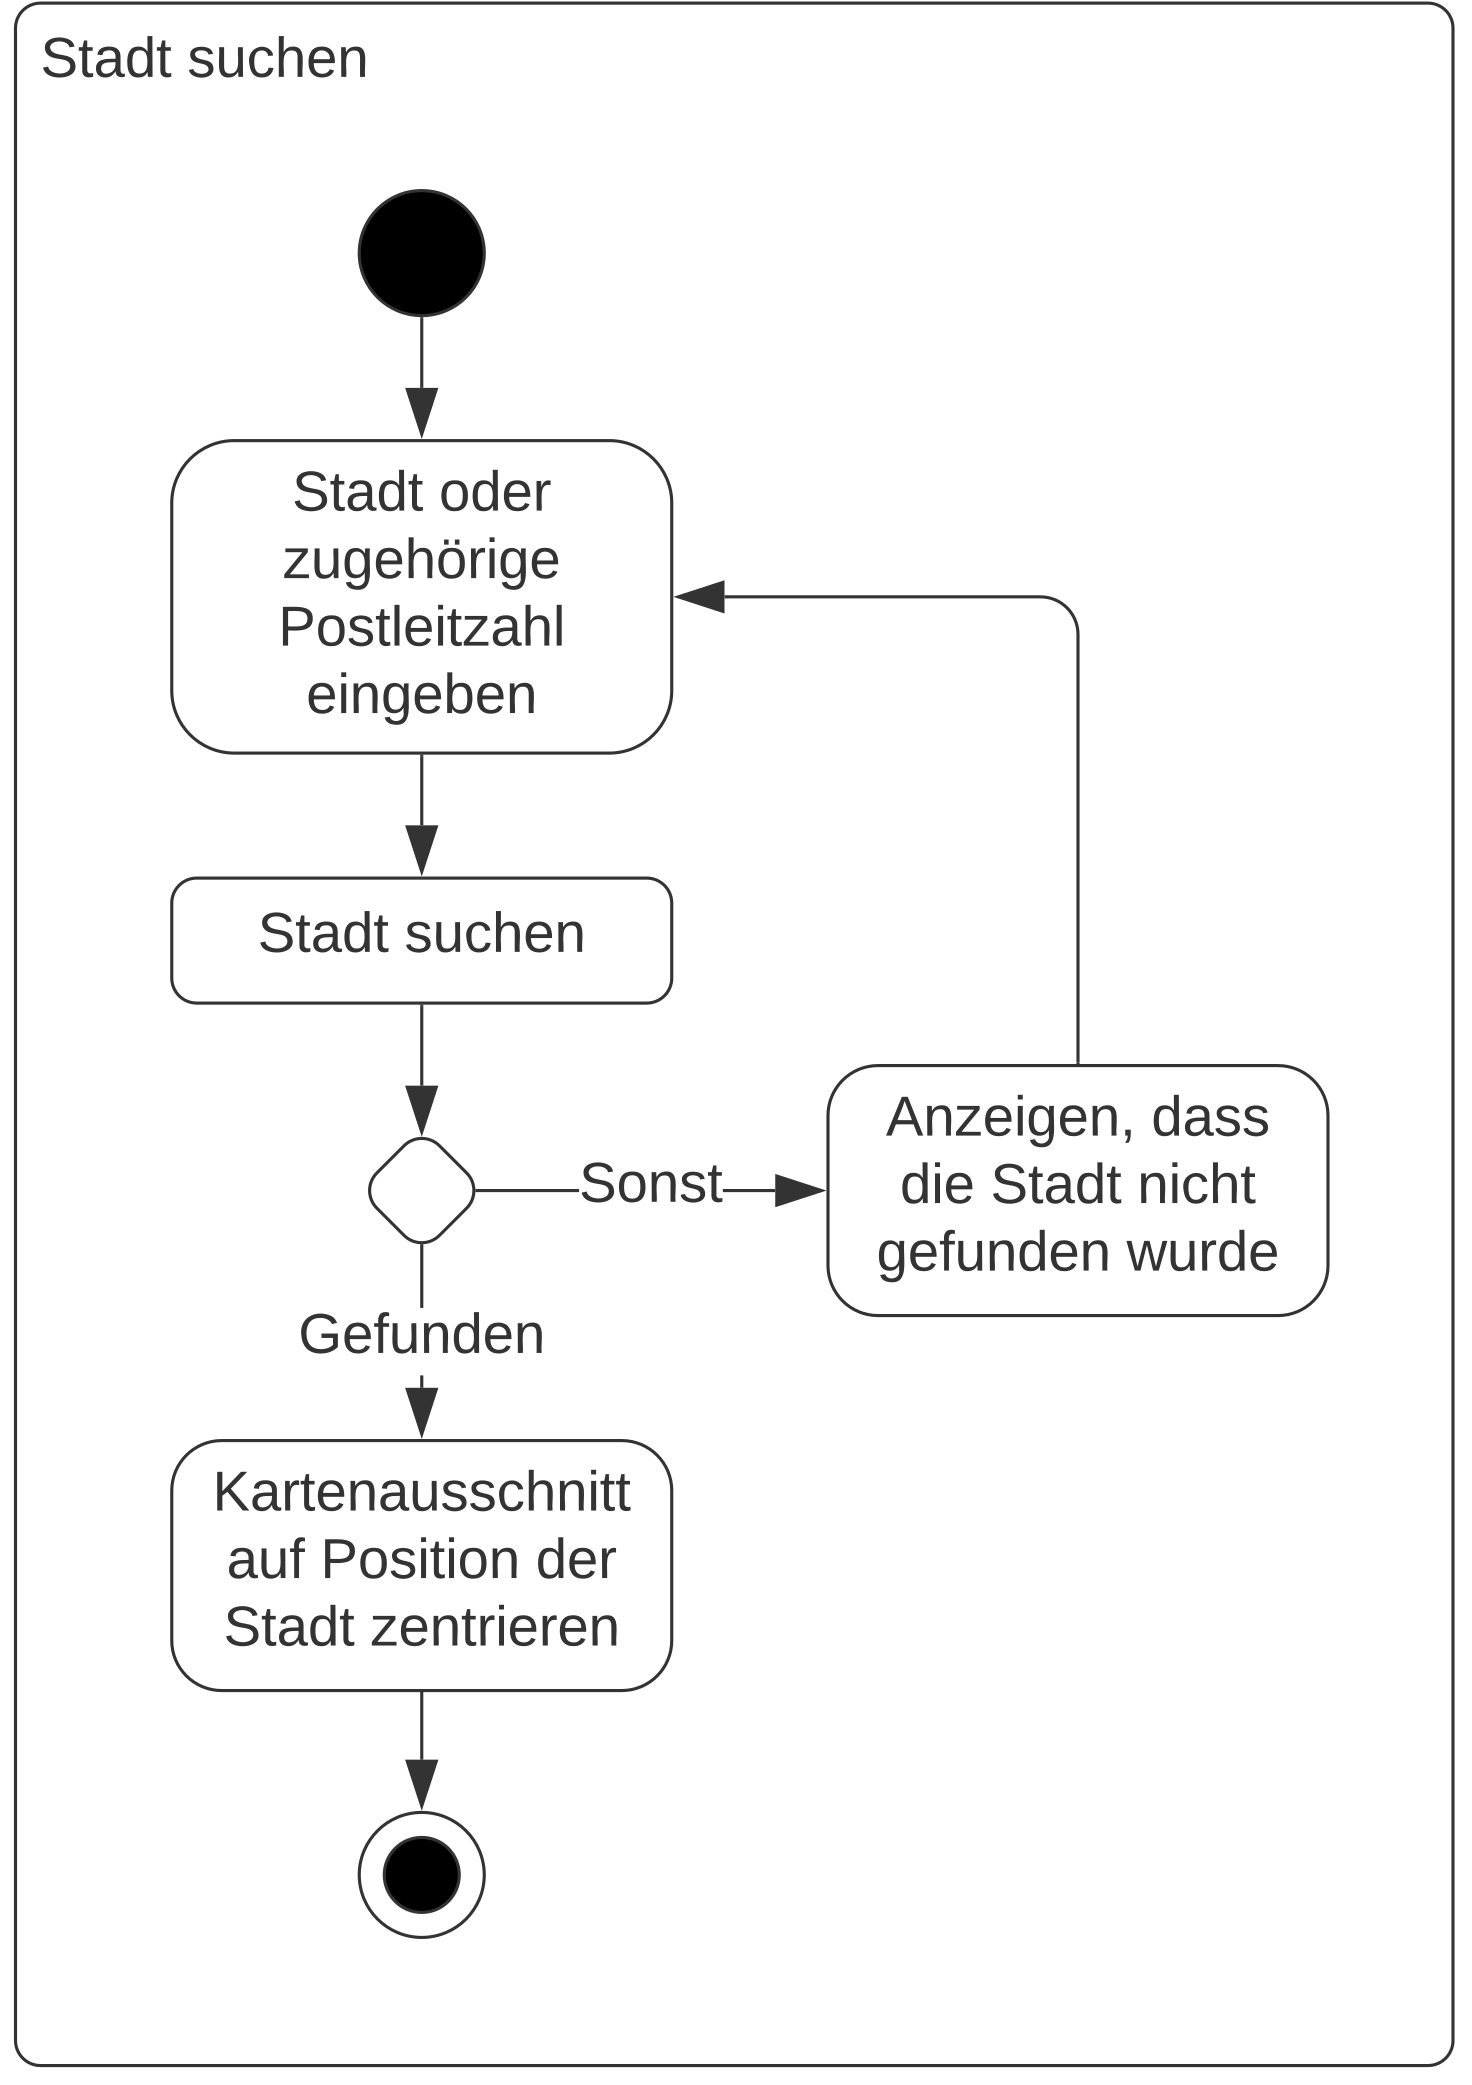 Stadt suchen
Stadt oder
zugehörige
Postleitzahl
eingeben
Stadt suchen
Sonst
Anzeigen, dass
die Stadt nicht
gefunden wurde
Gefunden
Kartenausschnitt
auf Position der
Stadt zentrieren